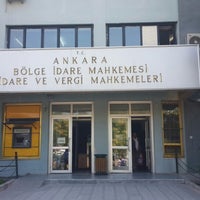 T.C.
ANKARA
BÖLGE İDARE MAHKEMESİ
İDARE VE VERGİ MAHKEMELERİ